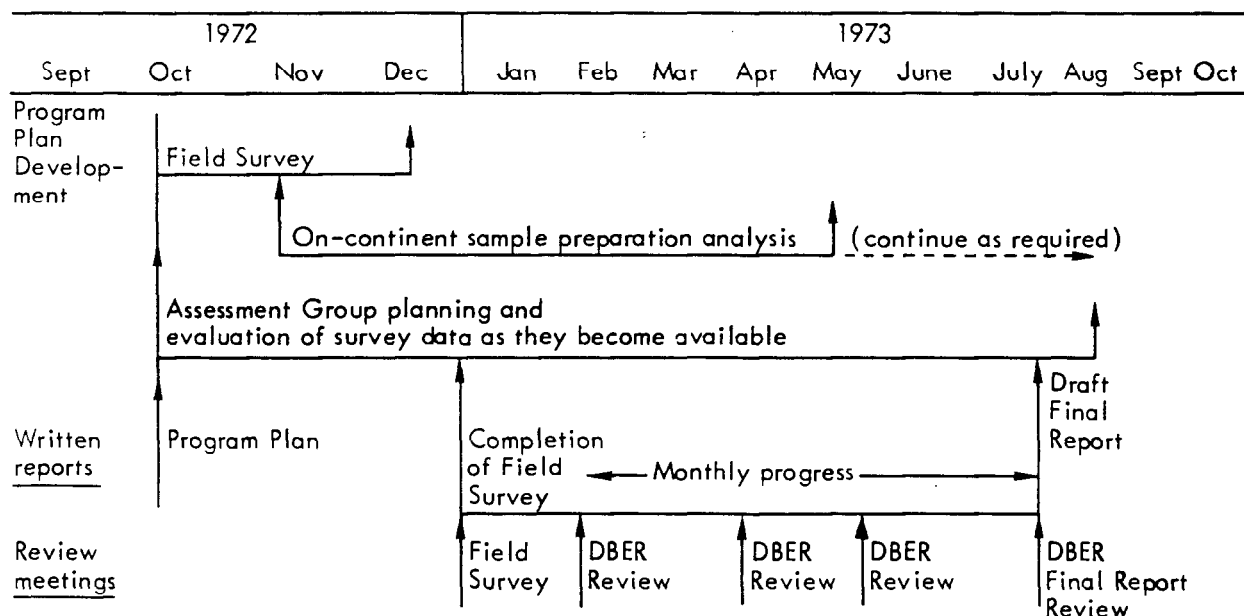 1972 1973
Sept Oct Nov Dec Jan Feb Mar Apr May June July Aug Sept Oct
Program
Plan
Develop-
ment
Field Survey
On-continent sample preparation analysis (continue as required)
Assessment Group planning and
evaluation of survey data as they become available
Draft
Final
Report
Written
reports
Program Plan
Completion
of Field
Survey
Monthly progress
Review
meetings
Field
Survey
DBER
Review
DBER
Review
DBER
Review
DBER
Final Report
Review